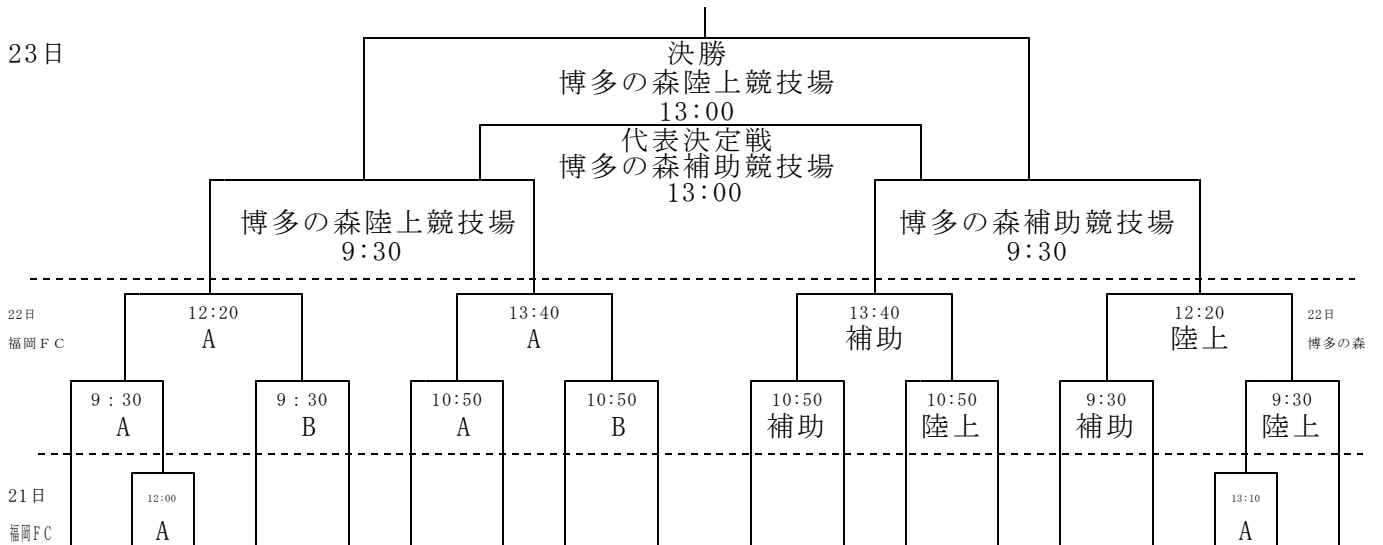 23日
決勝
博多の森陸上競技場
13:00
代表決定戦
博多の森補助競技場
13:00
博多の森陸上競技場
9:30
博多の森補助競技場
9:30
22日
福岡FC
12:20
A
13:40
A
13:40
補助
12:20
陸上
22日
博多の森
9:30
A
9:30
B
10:50
A
10:50
B
10:50
補助
10:50
陸上
9:30
補助
9:30
陸上
21日
福岡FC
12:00
A
13:10
A